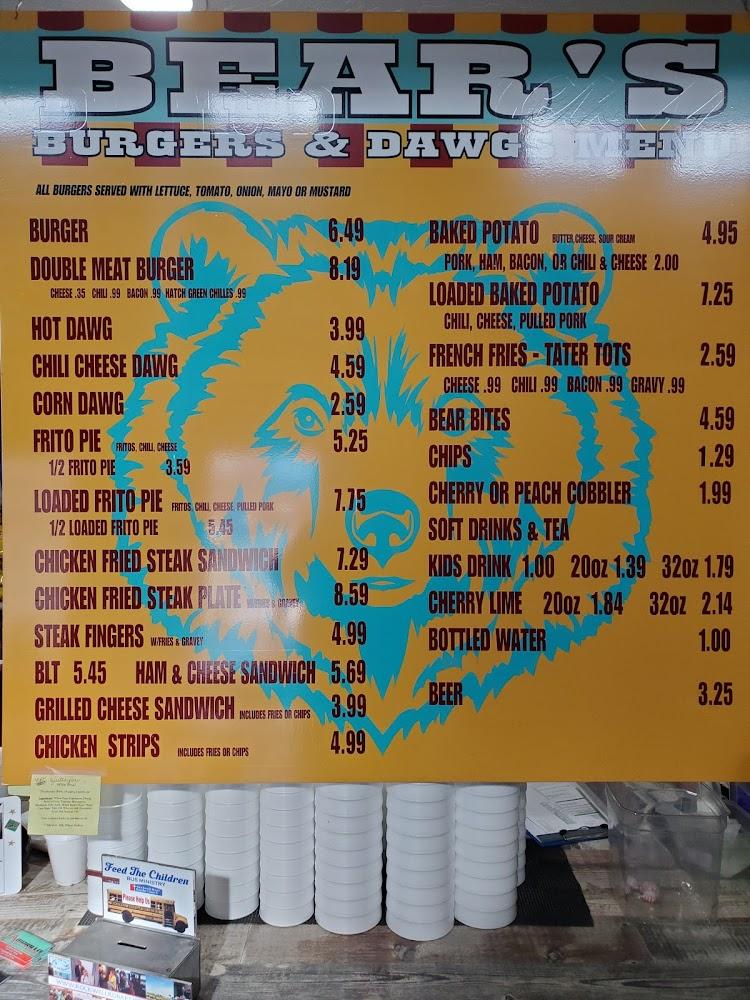 BEAR'S
BURGERS & DAWGS MENU
ALL BURGERS SERVED WITH LETTUCE, TOMATO, ONION, MAYO OR MUSTARD
BURGER 6.49
DOUBLE MEAT BURGER 8.19
CHEESE .35 CHILI .99 BACON .99 HATCH GREEN CHILLES .99
HOT DAWG 3.99
CHILI CHEESE DAWG 4.59
CORN DAWG 2.59
FRITO PIE FRITOS, CHILI, CHEESE 5.25
1/2 FRITO PIE 3.59
LOADED FRITO PIE FRITOS, CHILI, CHEESE, PULLED PORK 7.75
1/2 LOADED FRITO PIE 5.45
CHICKEN FRIED STEAK SANDWICH 7.29
CHICKEN FRIED STEAK PLATE W/FRIES & GRAVEY 8.59
STEAK FINGERS W/FRIES & GRAVEY 4.99
BLT 5.45 HAM & CHEESE SANDWICH 5.69
GRILLED CHEESE SANDWICH INCLUDES FRIES OR CHIPS 3.99
CHICKEN STRIPS INCLUDES FRIES OR CHIPS 4.99
BAKED POTATO BUTTER, CHEESE, SOUR CREAM 4.95
PORK, HAM, BACON, OR CHILI & CHEESE 2.00
LOADED BAKED POTATO 7.25
CHILI, CHEESE, PULLED PORK
FRENCH FRIES - TATER TOTS 2.59
CHEESE .99 CHILI .99 BACON .99 GRAVY .99
BEAR BITES 4.59
CHIPS 1.29
CHERRY OR PEACH COBBLER 1.99
SOFT DRINKS & TEA
KIDS DRINK 1.00 20oz 1.39 32oz 1.79
CHERRY LIME 20oz 1.84 32oz 2.14
BOTTLED WATER 1.00
BEER 3.25
Feed The Children
BUS MINISTRY
Please Help Us